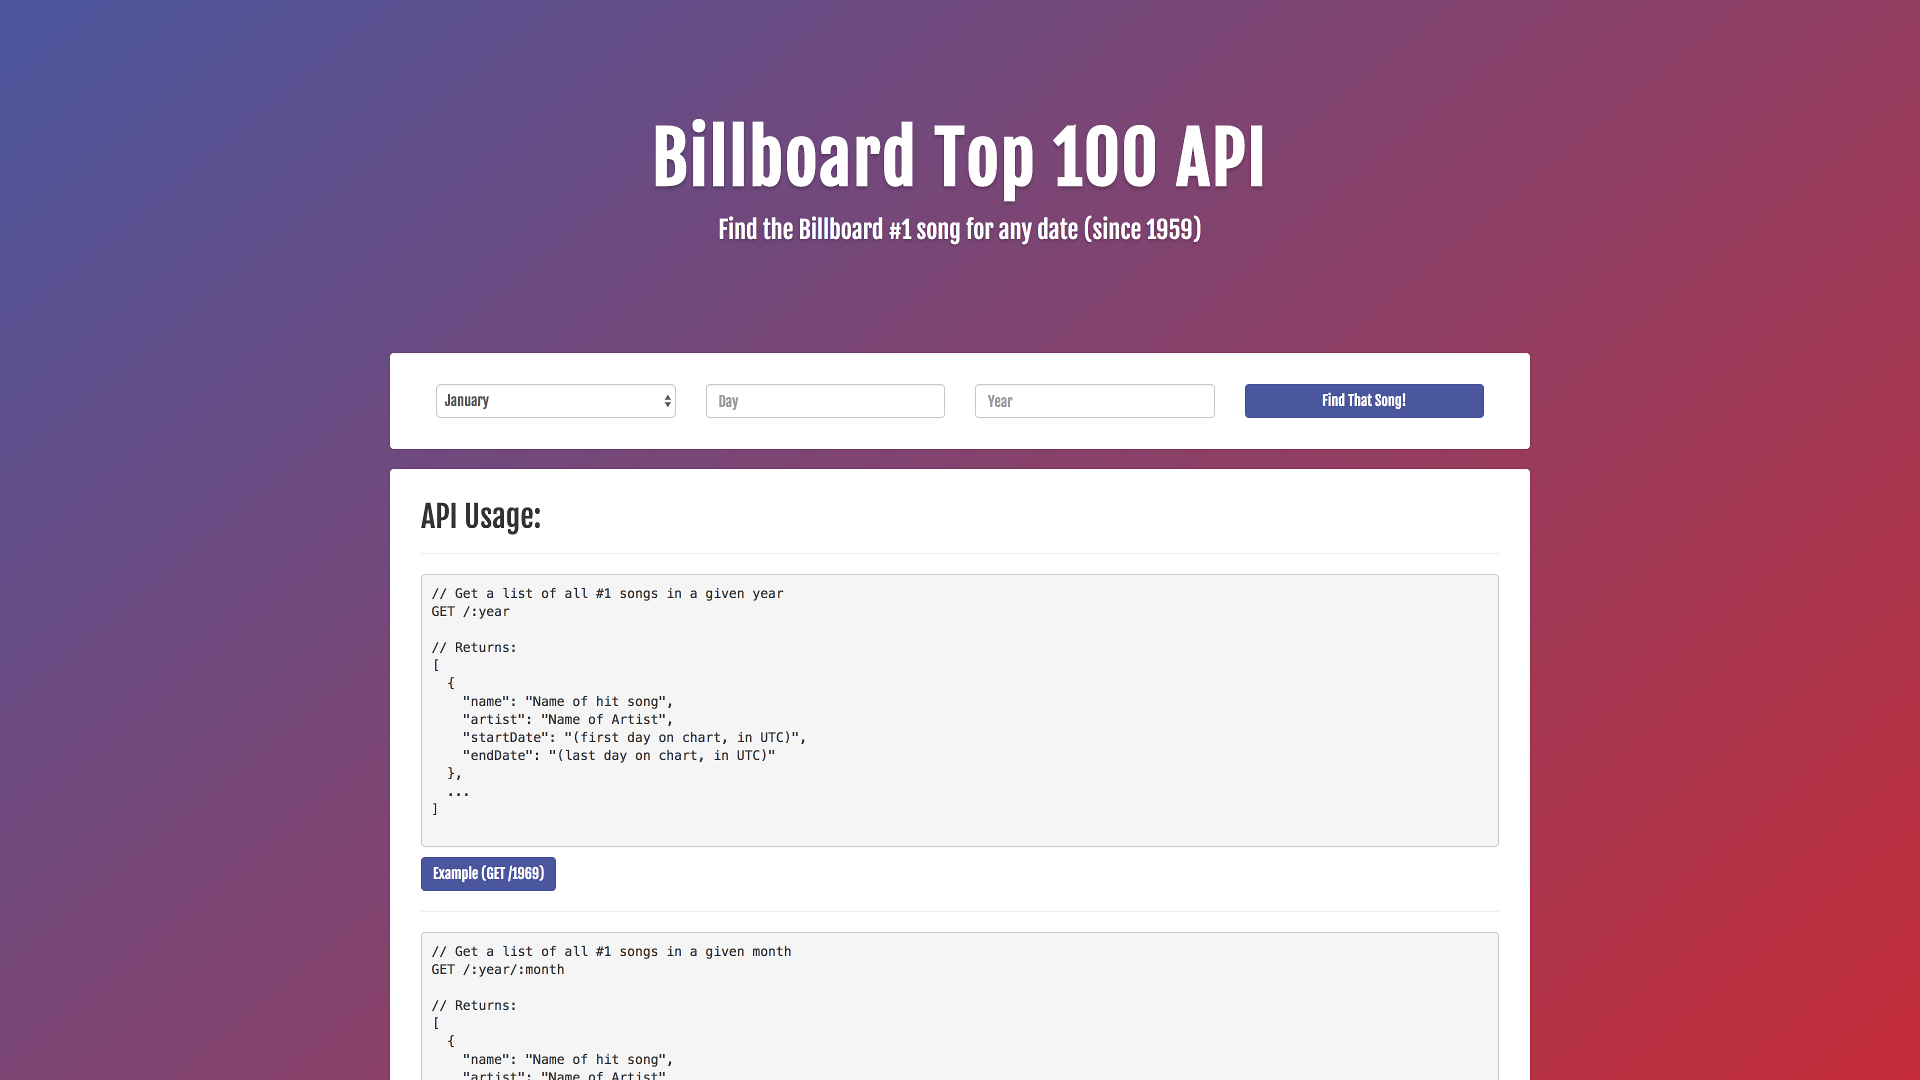 Billboard Top 100 API
Find the Billboard #1 song for any date (since 1959)
January
Day
Year
Find That Song!
API Usage:
// Get a list of all #1 songs in a given year
GET /:year
// Returns:
[
{
"name": "Name of hit song",
"artist": "Name of Artist",
"startDate": "(first day on chart, in UTC)",
"endDate": "(last day on chart, in UTC)"
},
...
]
Example (GET /1969)
// Get a list of all #1 songs in a given month
GET /:year/:month
// Returns:
[
{
"name": "Name of hit song",
"artist": "Name of Artist"